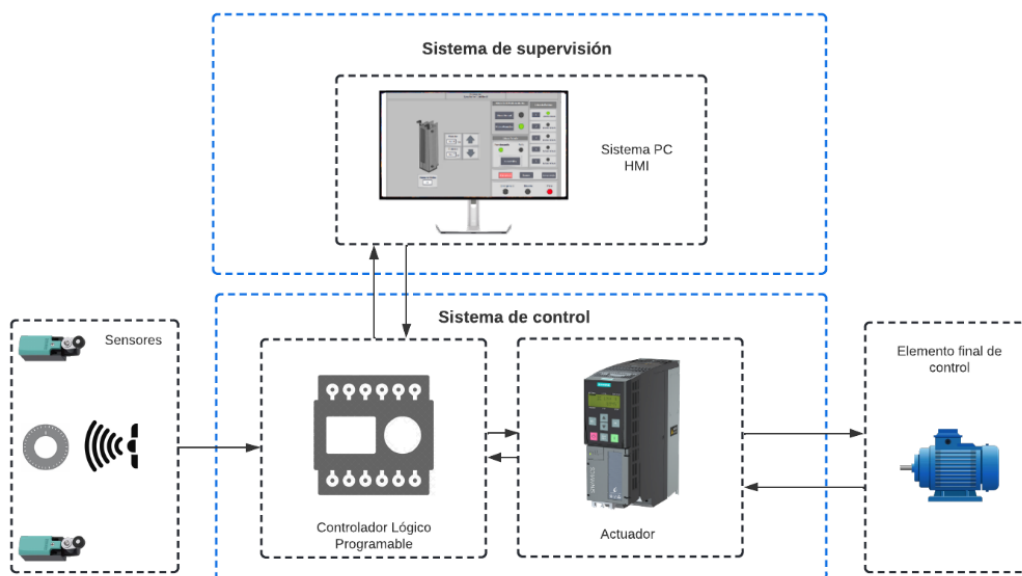 Sistema de supervisión
Sistema PC
HMI
Sistema de control
Sensores
Controlador Lógico
Programable
Actuador
Elemento final de
control